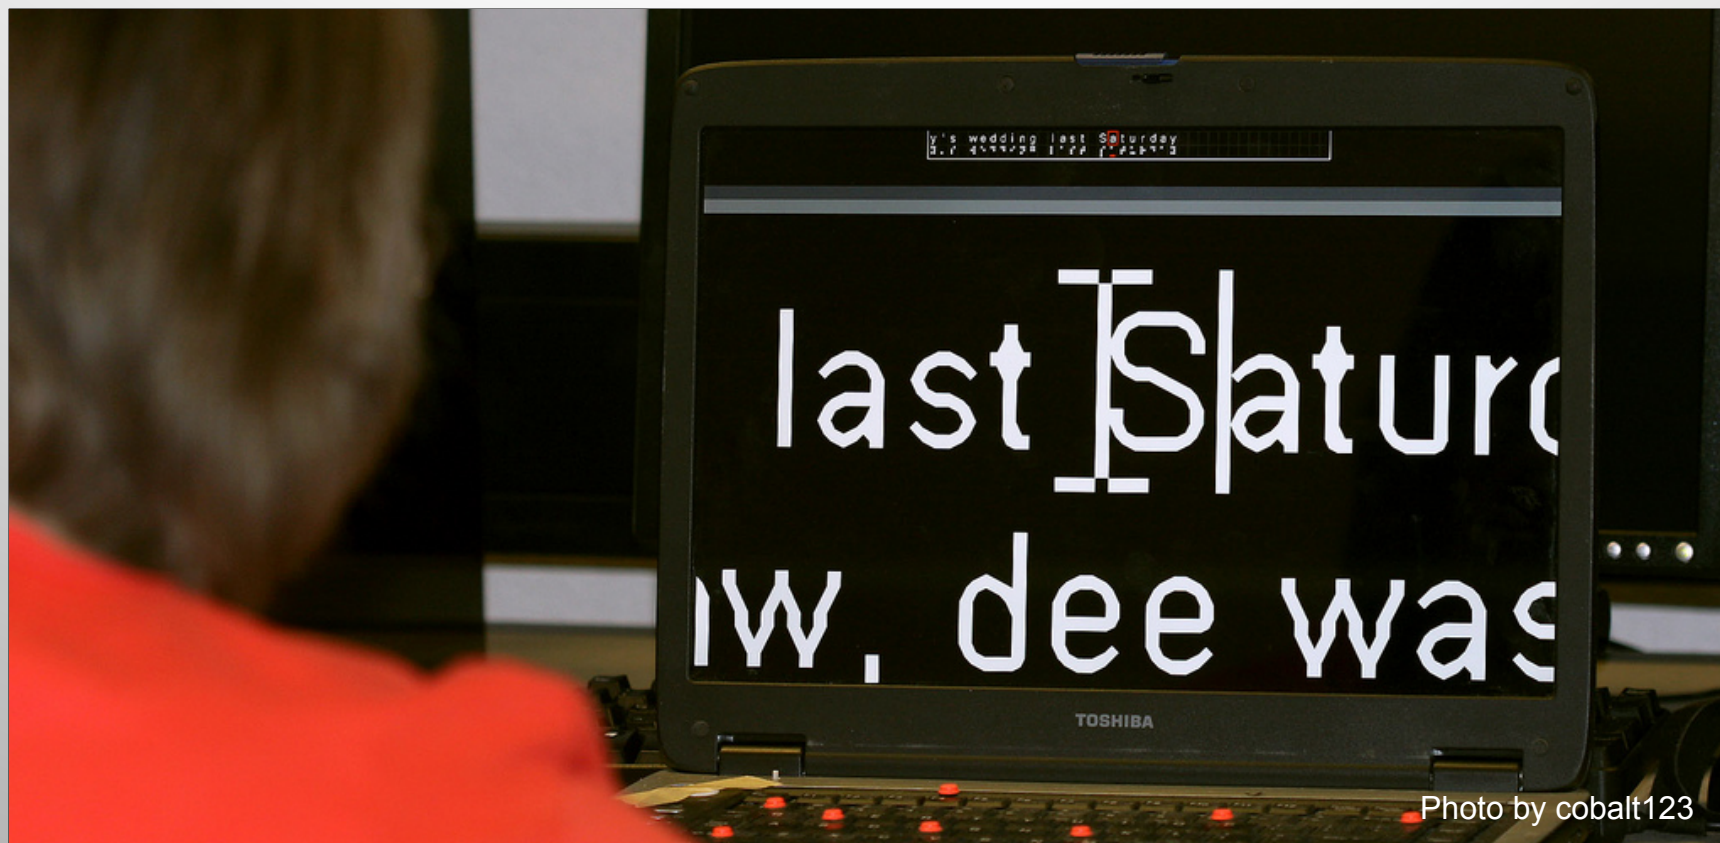 y's wedding last Saturday
last Saturd
w, dee was
TOSHIBA
Photo by cobalt123